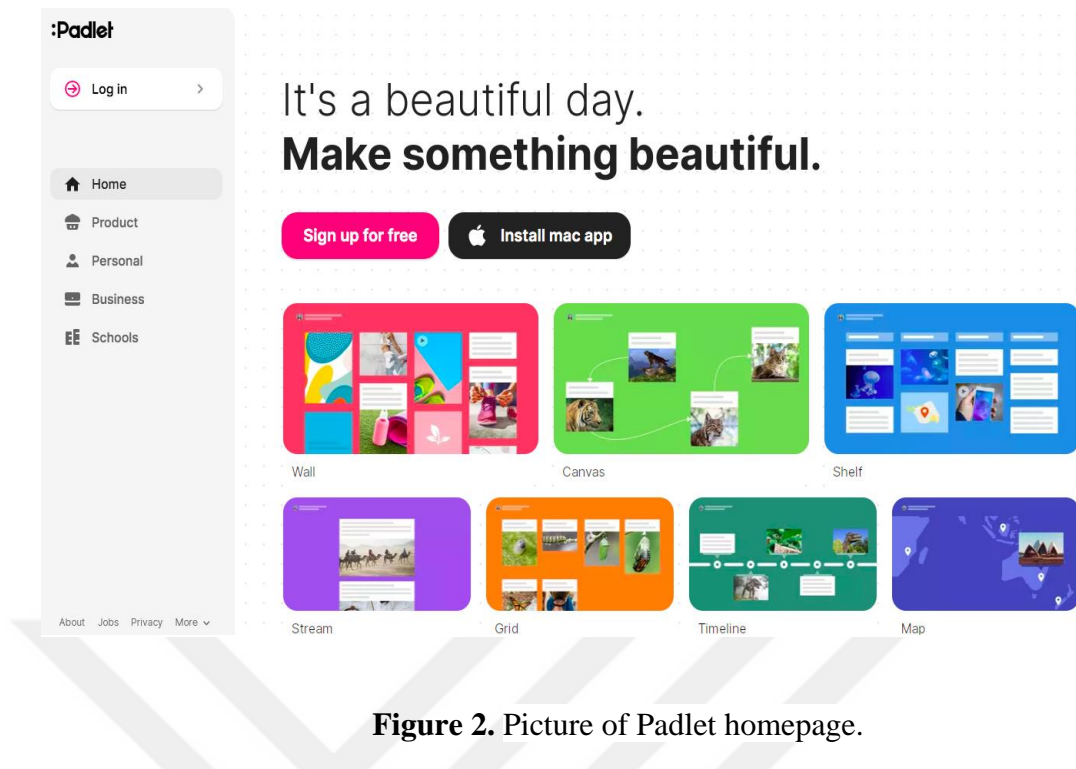 :Padlet
Log in
Home
Product
Personal
Business
Schools
About Jobs Privacy More
It's a beautiful day.
Make something beautiful.
Sign up for free
Install mac app
Wall
Canvas
Shelf
Stream
Grid
Timeline
Map
Figure 2. Picture of Padlet homepage.